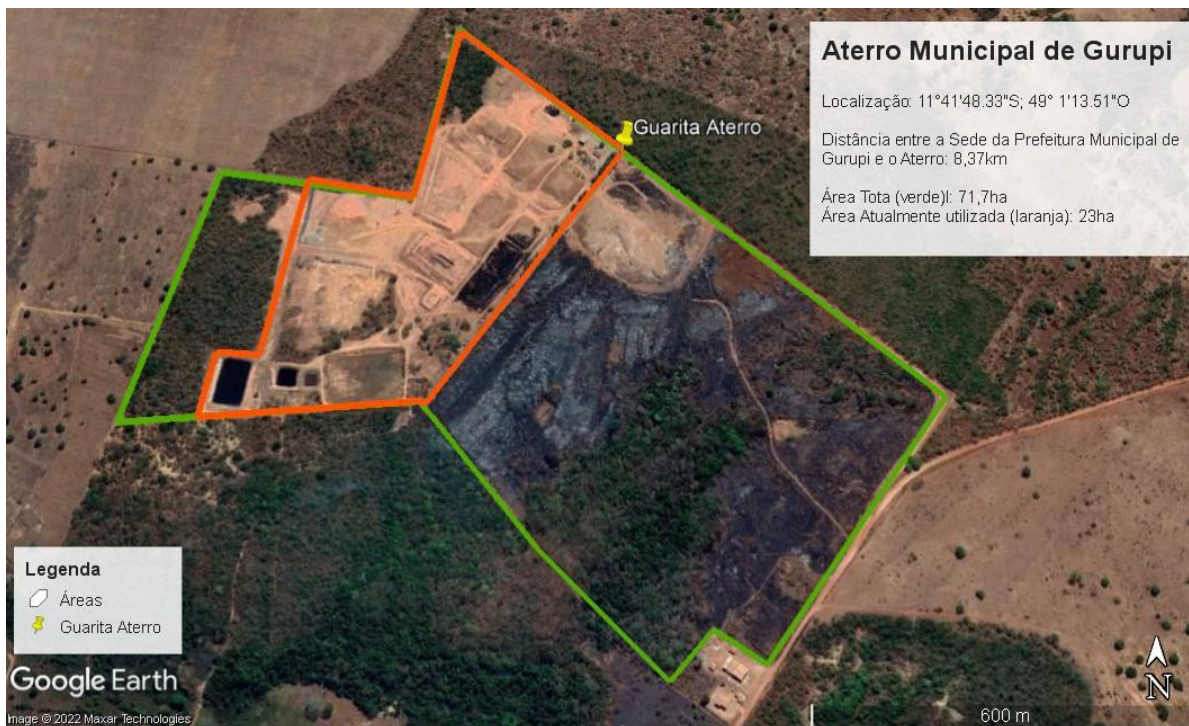 Aterro Municipal de Gurupi
Localização: 11°41'48.33"S; 49° 1'13.51"O
Distância entre a Sede da Prefeitura Municipal de
Gurupi e o Aterro: 8,37km
Área Tota (verde)l: 71,7ha
Área Atualmente utilizada (laranja): 23ha
Guarita Aterro
Legenda
Áreas
Guarita Aterro
Google Earth
Image © 2022 Maxar Technologies
N
600 m